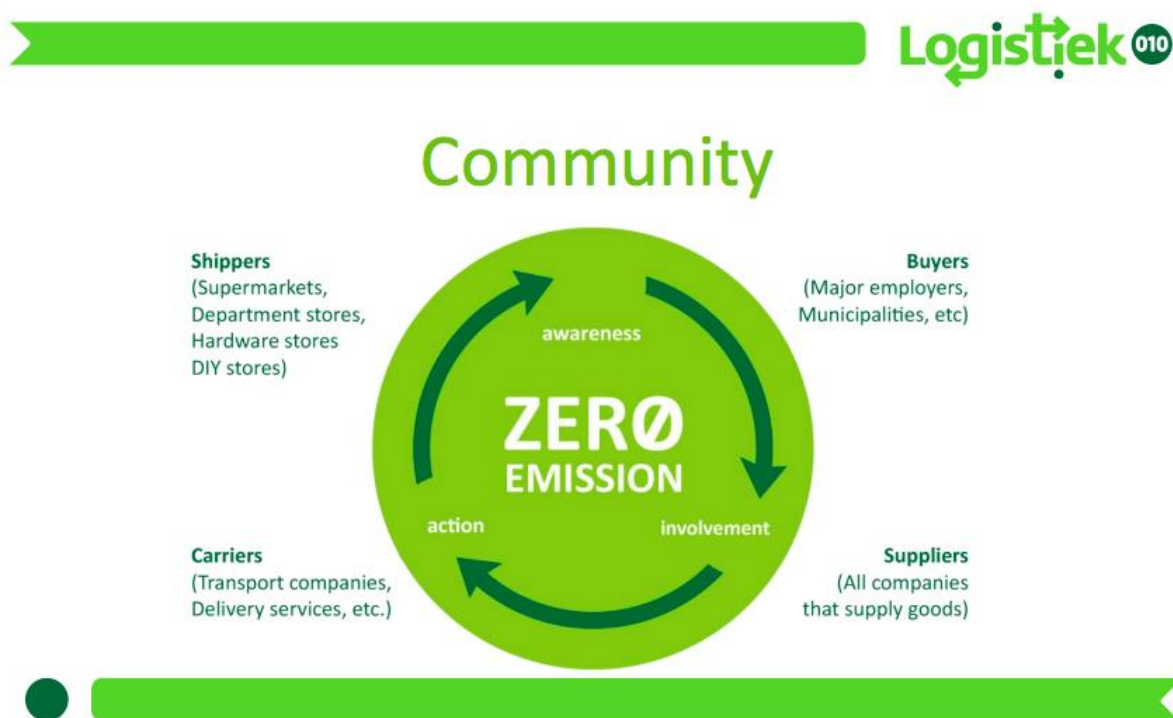 Logistiek 010
Community
Shippers
(Supermarkets,
Department stores,
Hardware stores
DIY stores)
Buyers
(Major employers,
Municipalities, etc)
awareness
ZERØ
EMISSION
action
involvement
Carriers
(Transport companies,
Delivery services, etc.)
Suppliers
(All companies
that supply goods)